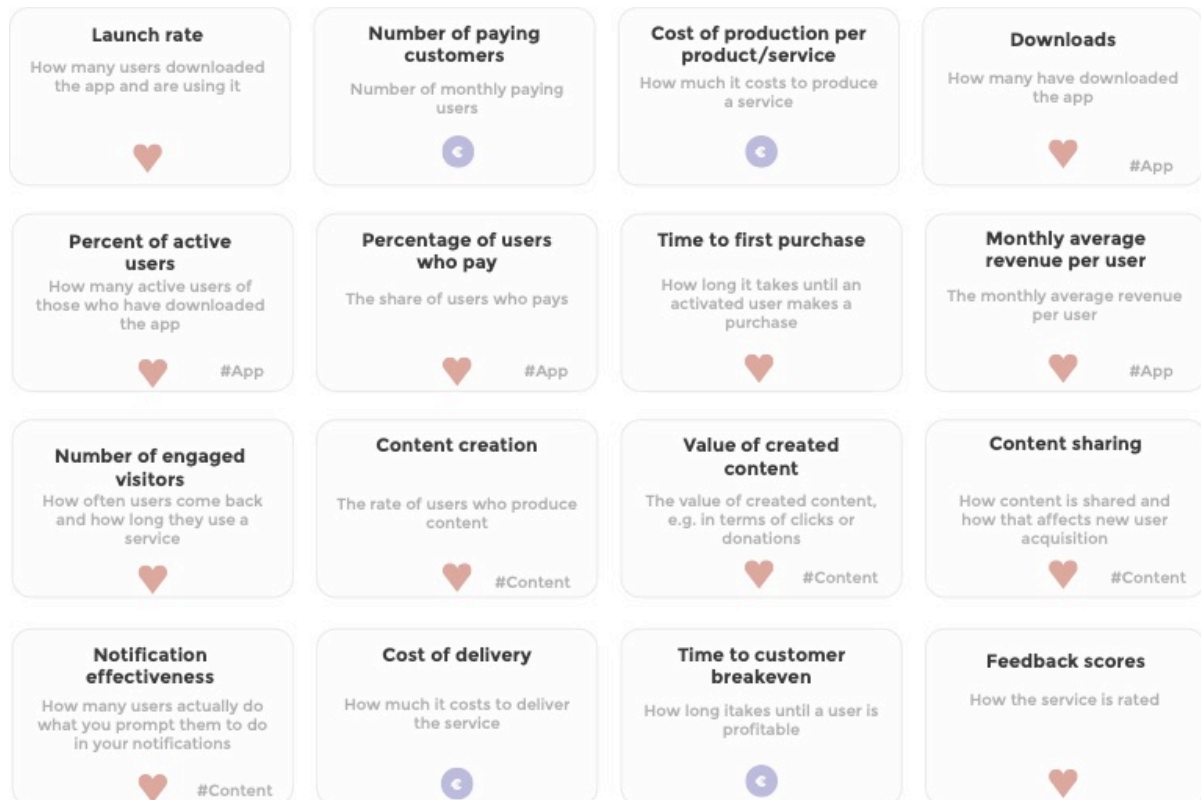 Launch rate
How many users downloaded
the app and are using it
Number of paying
customers
Number of monthly paying
users
Cost of production per
product/service
How much it costs to produce
a service
Downloads
How many have downloaded
the app
#App
Percent of active
users
How many active users of
those who have downloaded
the app
#App
Percentage of users
who pay
The share of users who pays
#App
Time to first purchase
How long it takes until an
activated user makes a
purchase
Monthly average
revenue per user
The monthly average revenue
per user
#App
Number of engaged
visitors
How often users come back
and how long they use a
service
Content creation
The rate of users who produce
content
#Content
Value of created
content
The value of created content,
e.g. in terms of clicks or
donations
#Content
Content sharing
How content is shared and
how that affects new user
acquisition
#Content
Notification
effectiveness
How many users actually do
what you prompt them to do
in your notifications
#Content
Cost of delivery
How much it costs to deliver
the service
Time to customer
breakeven
How long itakes until a user is
profitable
Feedback scores
How the service is rated